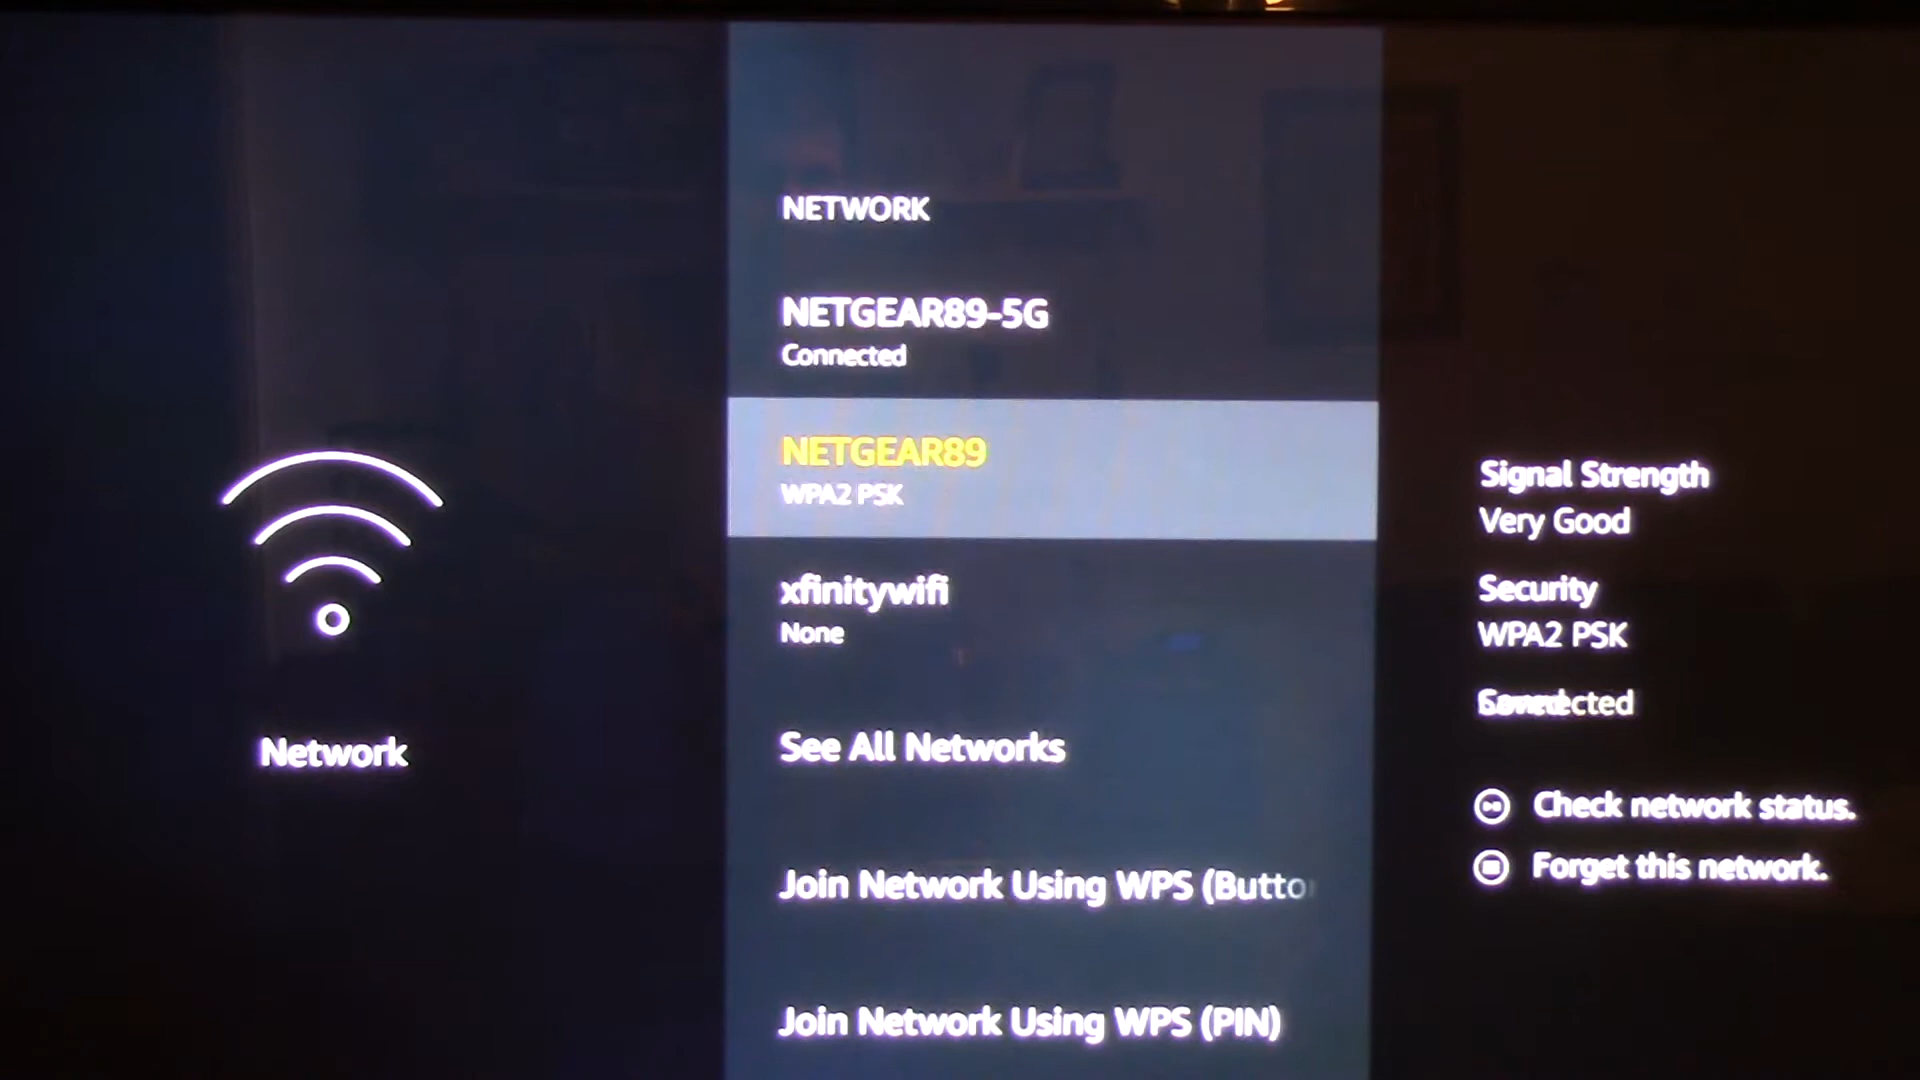 NETWORK
NETGEAR89-5G
Connected
NETGEAR89
WPA2 PSK
xfinitywifi
None
See All Networks
Join Network Using WPS (Butto
Join Network Using WPS (PIN)
Network
Signal Strength
Very Good
Security
WPA2 PSK
Check network status.
Forget this network.